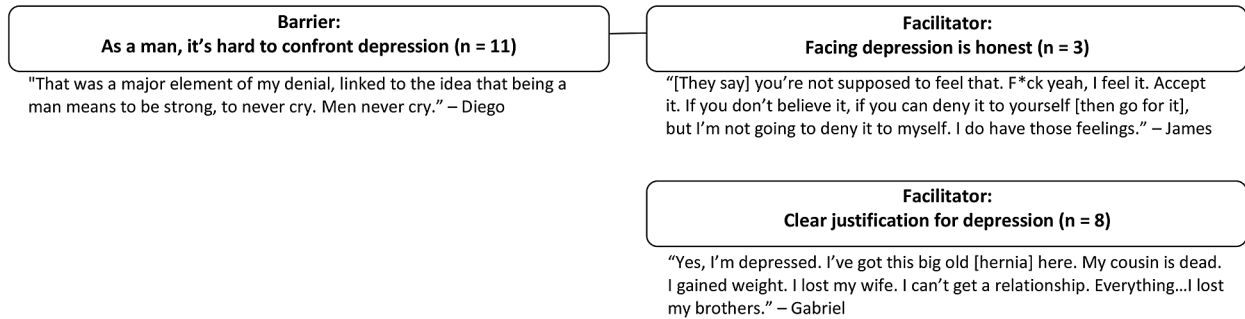 Barrier:
As a man, it’s hard to confront depression (n = 11)
"That was a major element of my denial, linked to the idea that being a
man means to be strong, to never cry. Men never cry.” – Diego
Facilitator:
Facing depression is honest (n = 3)
“[They say] you’re not supposed to feel that. F*ck yeah, I feel it. Accept
it. If you don’t believe it, if you can deny it to yourself [then go for it],
but I’m not going to deny it to myself. I do have those feelings.” – James
Facilitator:
Clear justification for depression (n = 8)
“Yes, I’m depressed. I’ve got this big old [hernia] here. My cousin is dead.
I gained weight. I lost my wife. I can’t get a relationship. Everything…I lost
my brothers.” – Gabriel